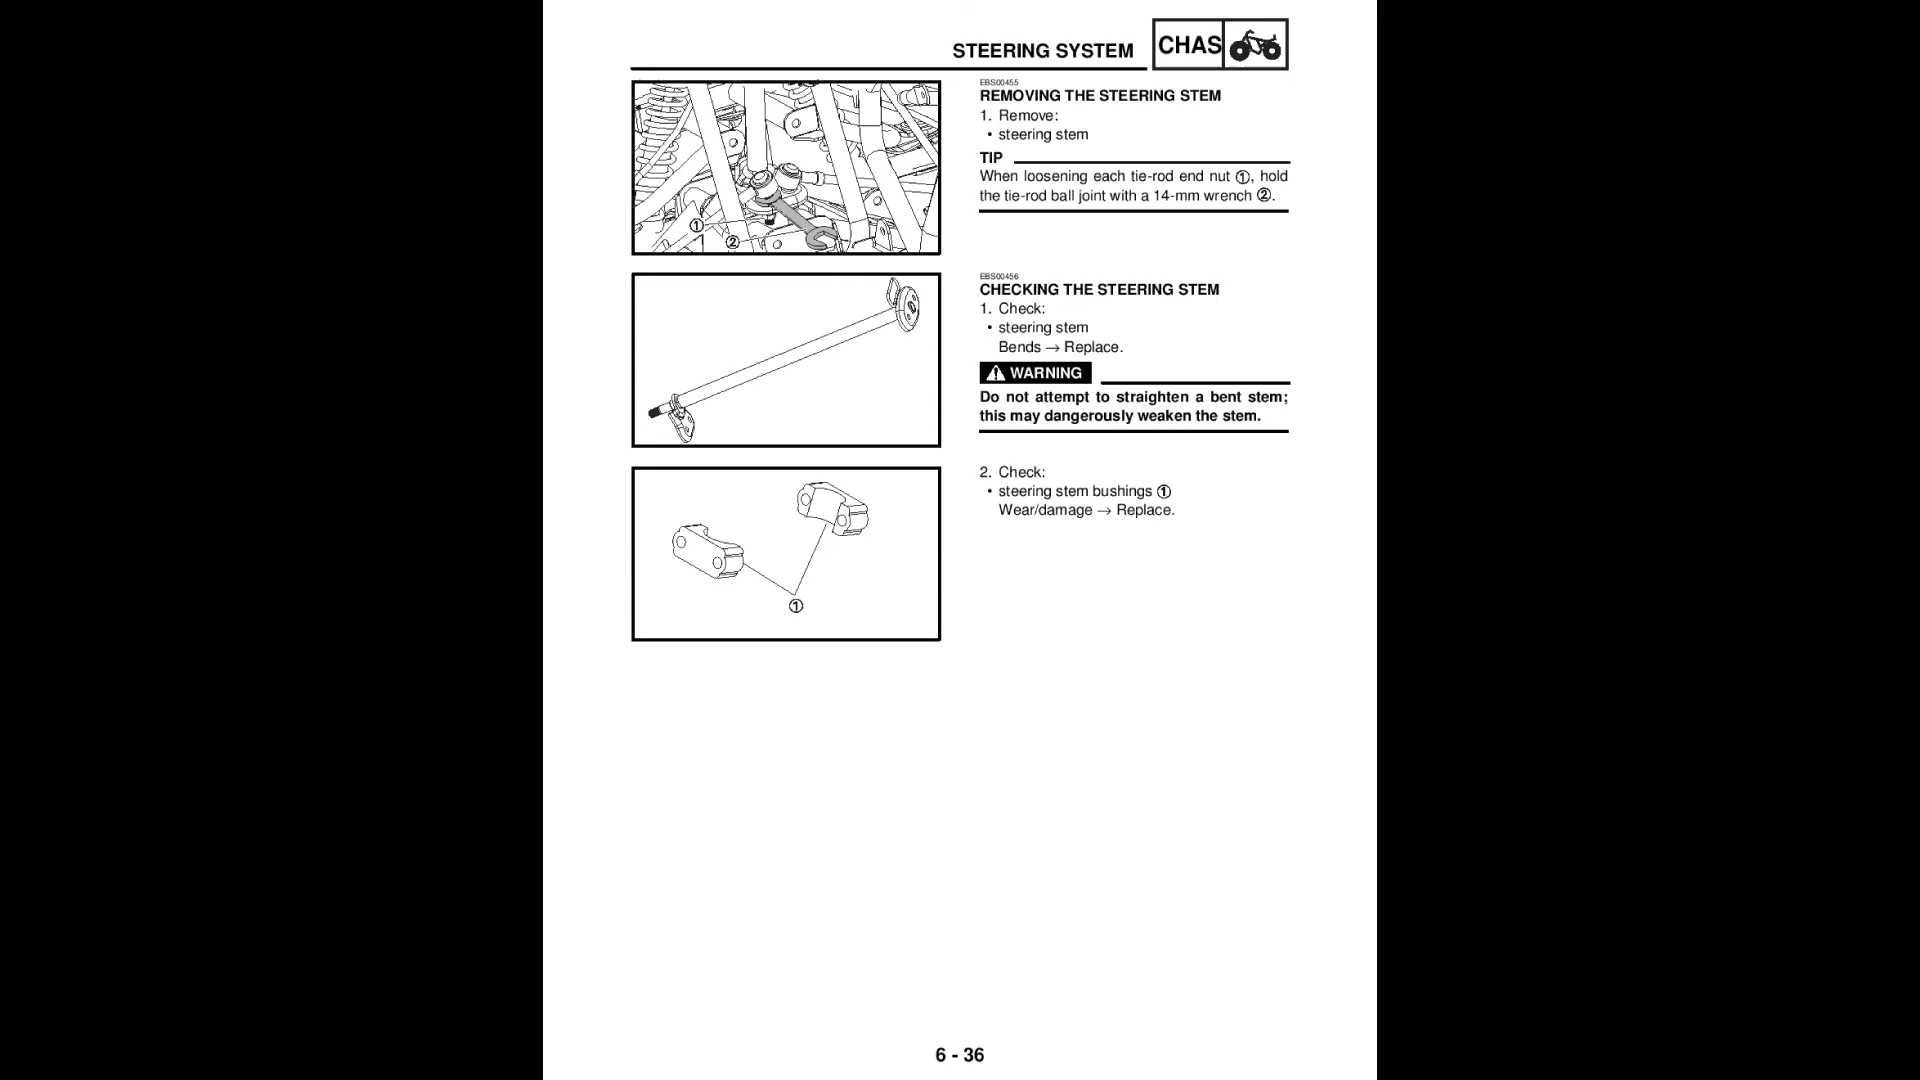 STEERING SYSTEM
CHAS
EBS00455
REMOVING THE STEERING STEM
1. Remove:
• steering stem
TIP
When loosening each tie-rod end nut ①, hold
the tie-rod ball joint with a 14-mm wrench ②.
①
②
EBS00456
CHECKING THE STEERING STEM
1. Check:
• steering stem
Bends → Replace.
WARNING
Do not attempt to straighten a bent stem;
this may dangerously weaken the stem.
2. Check:
• steering stem bushings ①
Wear/damage → Replace.
①
6 - 36